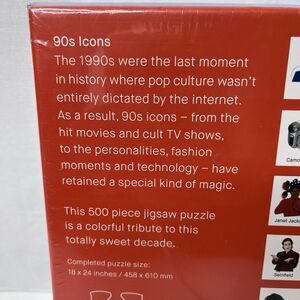 90s Icons
The 1990s were the last moment
in history where pop culture wasn't
entirely dictated by the internet.
As a result, 90s icons – from the
hit movies and cult TV shows,
to the personalities, fashion
moments and technology – have
retained a special kind of magic.
This 500 piece jigsaw puzzle
is a colorful tribute to this
totally sweet decade.
Completed puzzle size:
18 x 24 inches / 458 x 610 mm
Janet Jack
Seinfeld